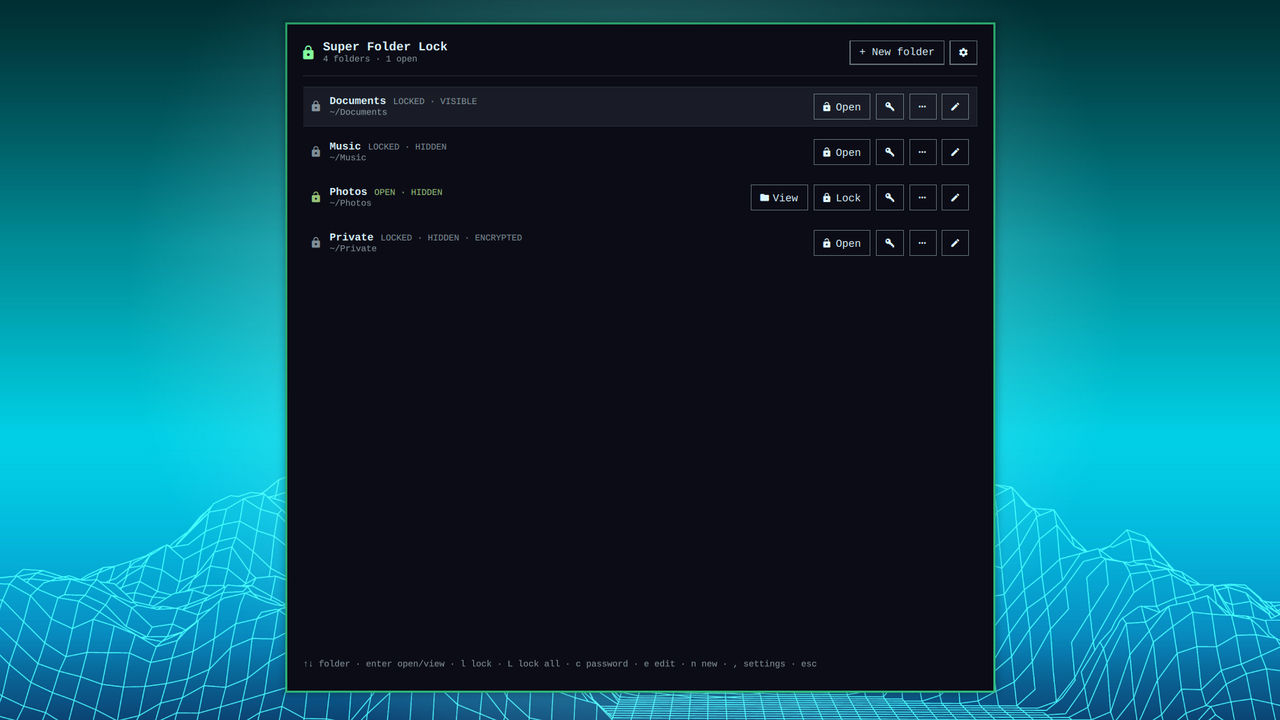 Super Folder Lock
4 folders · 1 open
+ New folder
Documents LOCKED · VISIBLE
~/Documents
Open
Music LOCKED · HIDDEN
~/Music
Open
Photos OPEN · HIDDEN
~/Photos
View Lock
Private LOCKED · HIDDEN · ENCRYPTED
~/Private
Open
↑↓ folder · enter open/view · l lock · L lock all · c password · e edit · n new · , settings · esc